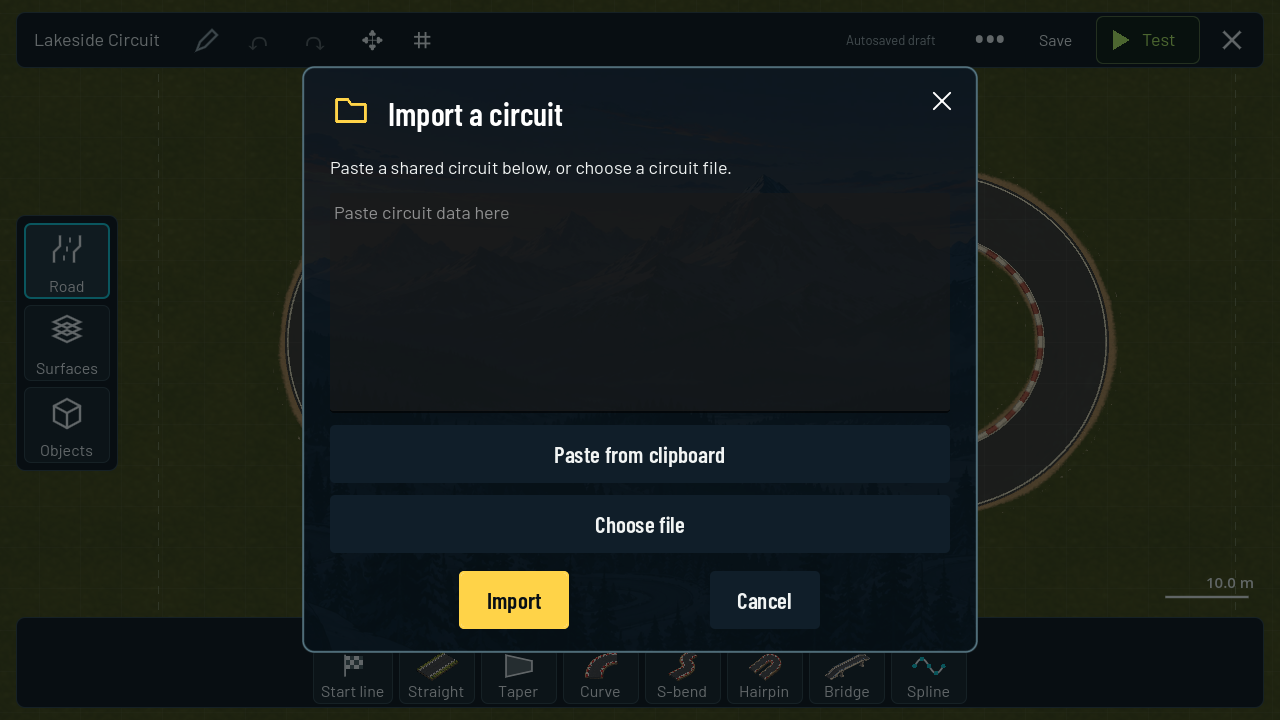 Lakeside Circuit
Autosaved draft
Save
Test
Import a circuit
Paste a shared circuit below, or choose a circuit file.
Paste circuit data here
Road
Surfaces
Objects
Paste from clipboard
Choose file
Import
Cancel
10.0 m
Start line
Straight
Taper
Curve
S-bend
Hairpin
Bridge
Spline